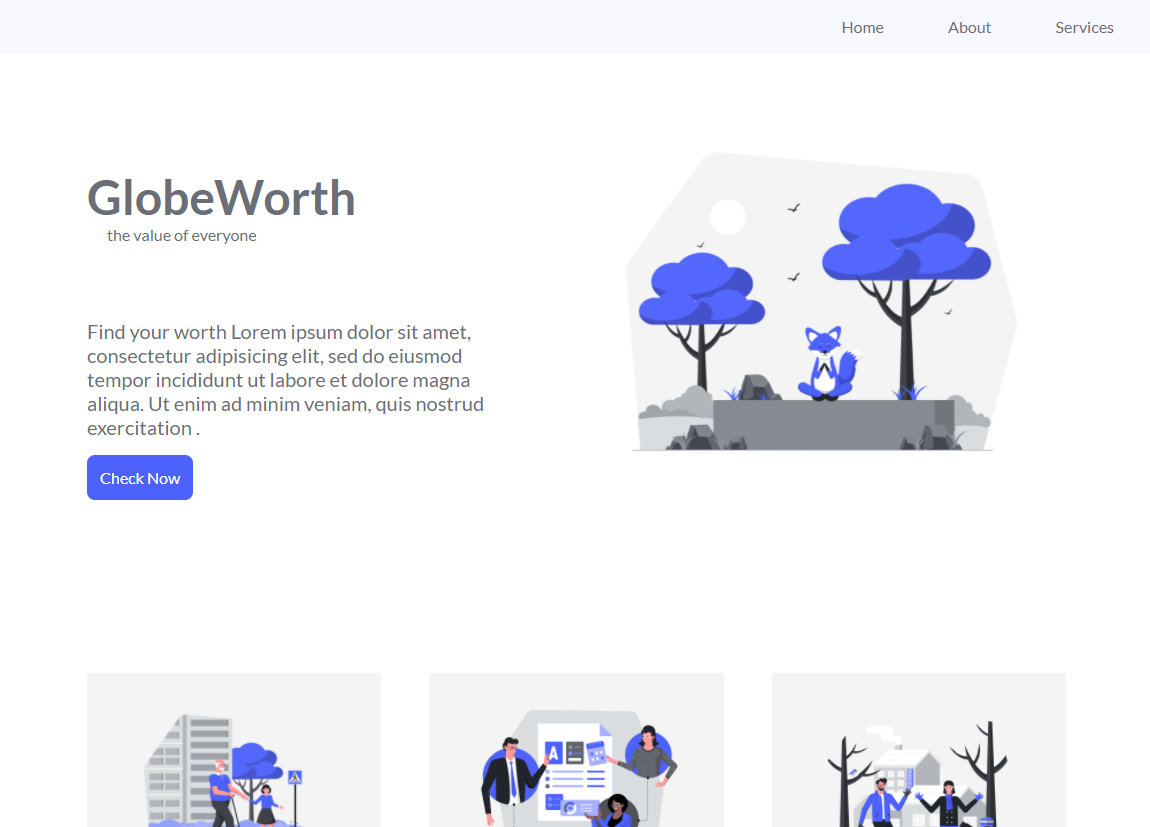 Home About Services
GlobeWorth
the value of everyone
Find your worth Lorem ipsum dolor sit amet,
consectetur adipisicing elit, sed do eiusmod
tempor incididunt ut labore et dolore magna
aliqua. Ut enim ad minim veniam, quis nostrud
exercitation .
Check Now
A